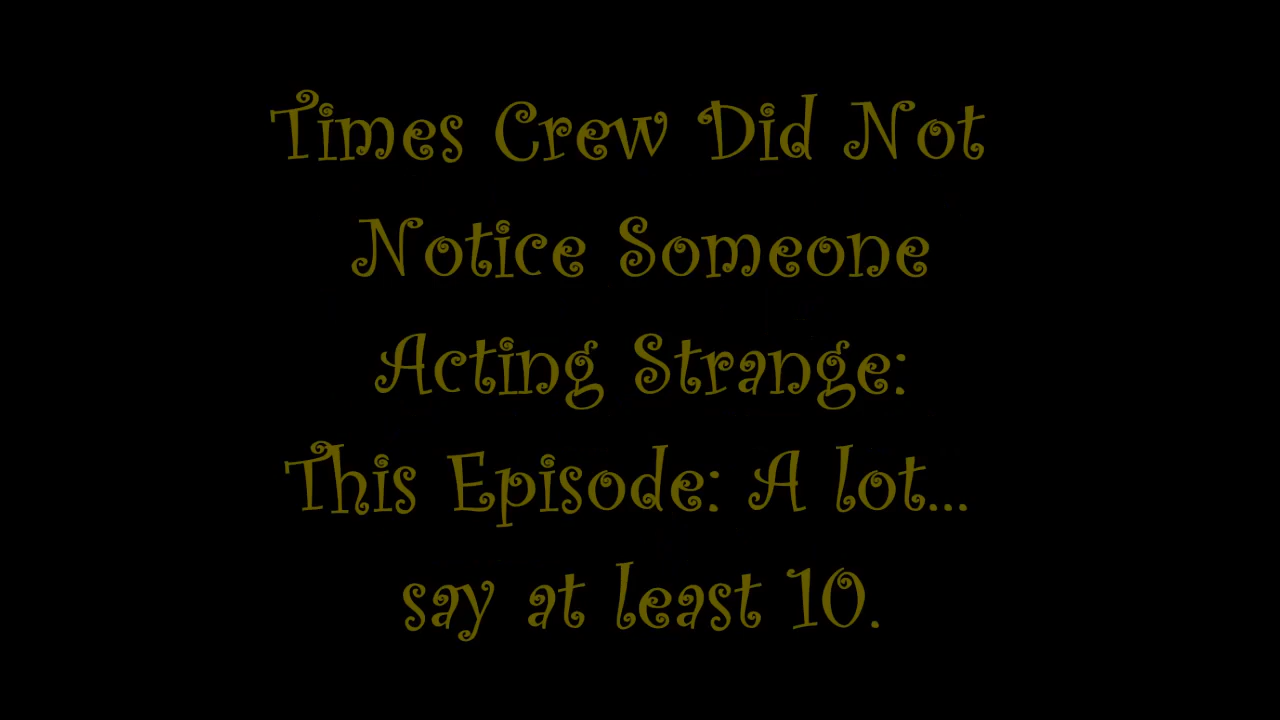 Times Crew Did Not
Notice Someone
Acting Strange:
This Episode: A lot...
say at least 10.